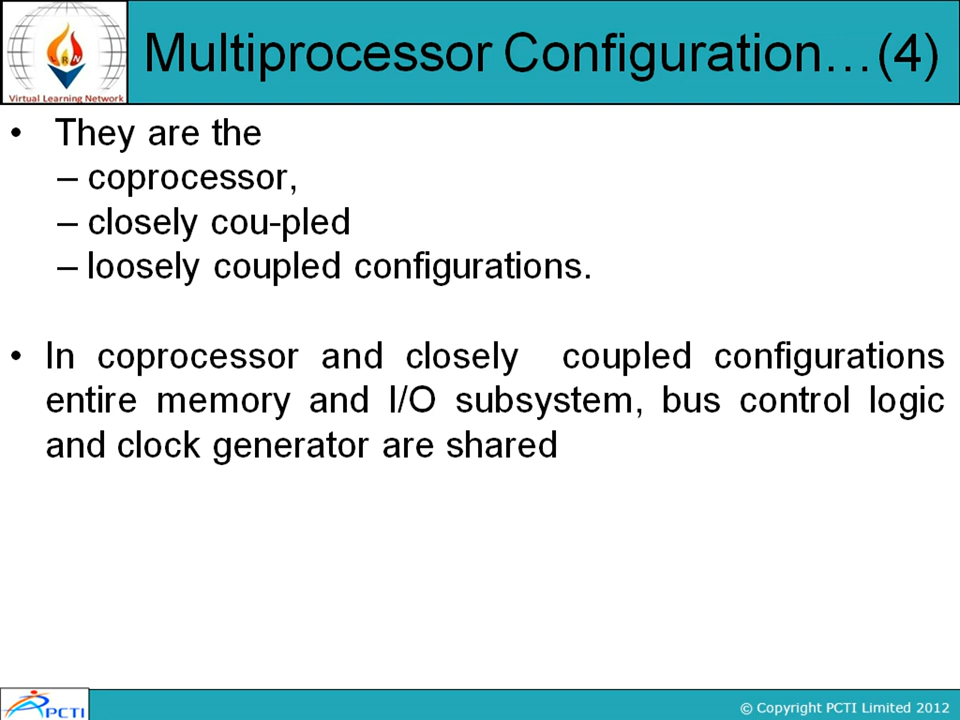 Multiprocessor Configuration…(4)
RN
Virtual Learning Network
• They are the
– coprocessor,
– closely cou-pled
– loosely coupled configurations.
• In coprocessor and closely coupled configurations
entire memory and I/O subsystem, bus control logic
and clock generator are shared
PCTI
© Copyright PCTI Limited 2012